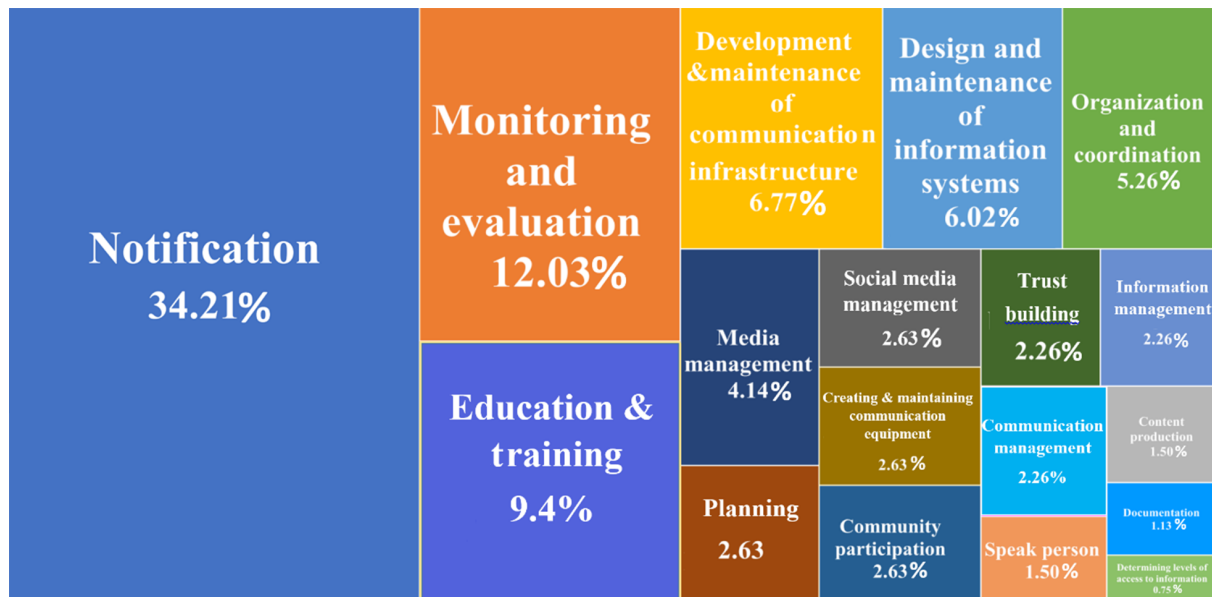 Notification
34.21%
Monitoring
and
evaluation
12.03%
Education &
training
9.4%
Development
&maintenance
of
communication
infrastructure
6.77%
Design and
maintenance
of
information
systems
6.02%
Organization
and
coordination
5.26%
Media
management
4.14%
Planning
2.63
Social media
management
2.63%
Creating & maintaining
communication
equipment
2.63%
Community
participation
2.63%
Trust
building
2.26%
Information
management
2.26%
Communication
management
2.26%
Speak person
1.50%
Content
production
1.50%
Documentation
1.13%
Determining levels of
access to information
0.75%